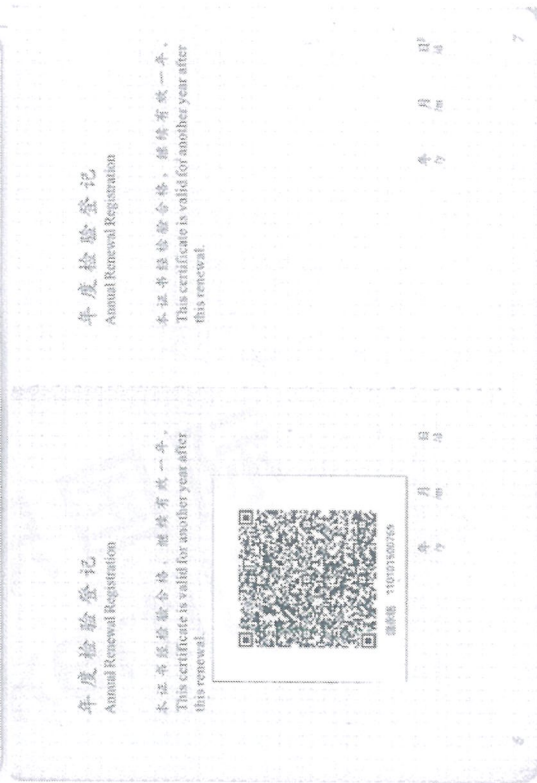 年度检验登记
Annual Renewal Registration
本证书经检验合格，继续有效一年。
This certificate is valid for another year after
this renewal.
110101500769
年 月 日
/y /m /d
6
年度检验登记
Annual Renewal Registration
本证书经检验合格，继续有效一年。
This certificate is valid for another year after
this renewal.
年 月 日
/y /m /d
7